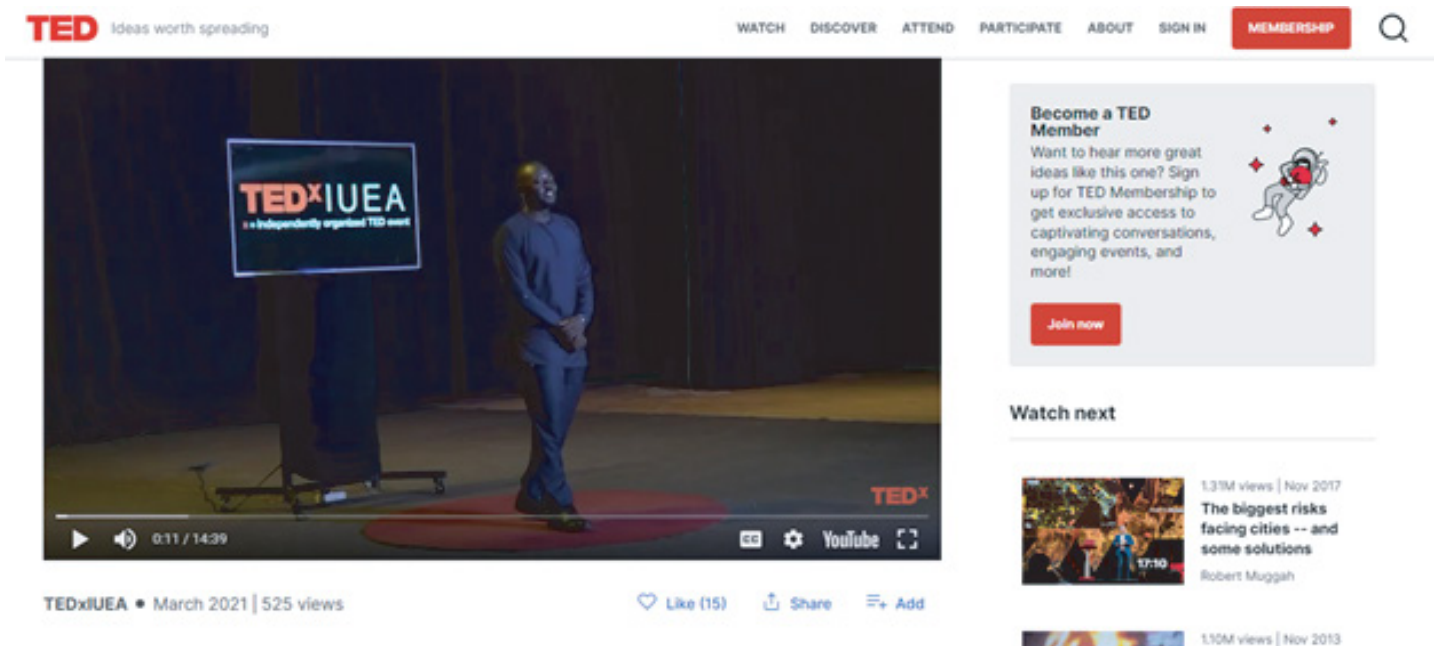 TED Ideas worth spreading
WATCH DISCOVER ATTEND PARTICIPATE ABOUT SIGN IN MEMBERSHIP
TEDxIUEA
x = independently organized TED event
TEDx
0:11 / 14:39
CC YouTube
TEDxIUEA • March 2021 | 525 views
Like (15) Share Add
Become a TED
Member
Want to hear more great
ideas like this one? Sign
up for TED Membership to
get exclusive access to
captivating conversations,
engaging events, and
more!
Join now
Watch next
17:10
1.31M views | Nov 2017
The biggest risks
facing cities -- and
some solutions
Robert Muggah
1.10M views | Nov 2013